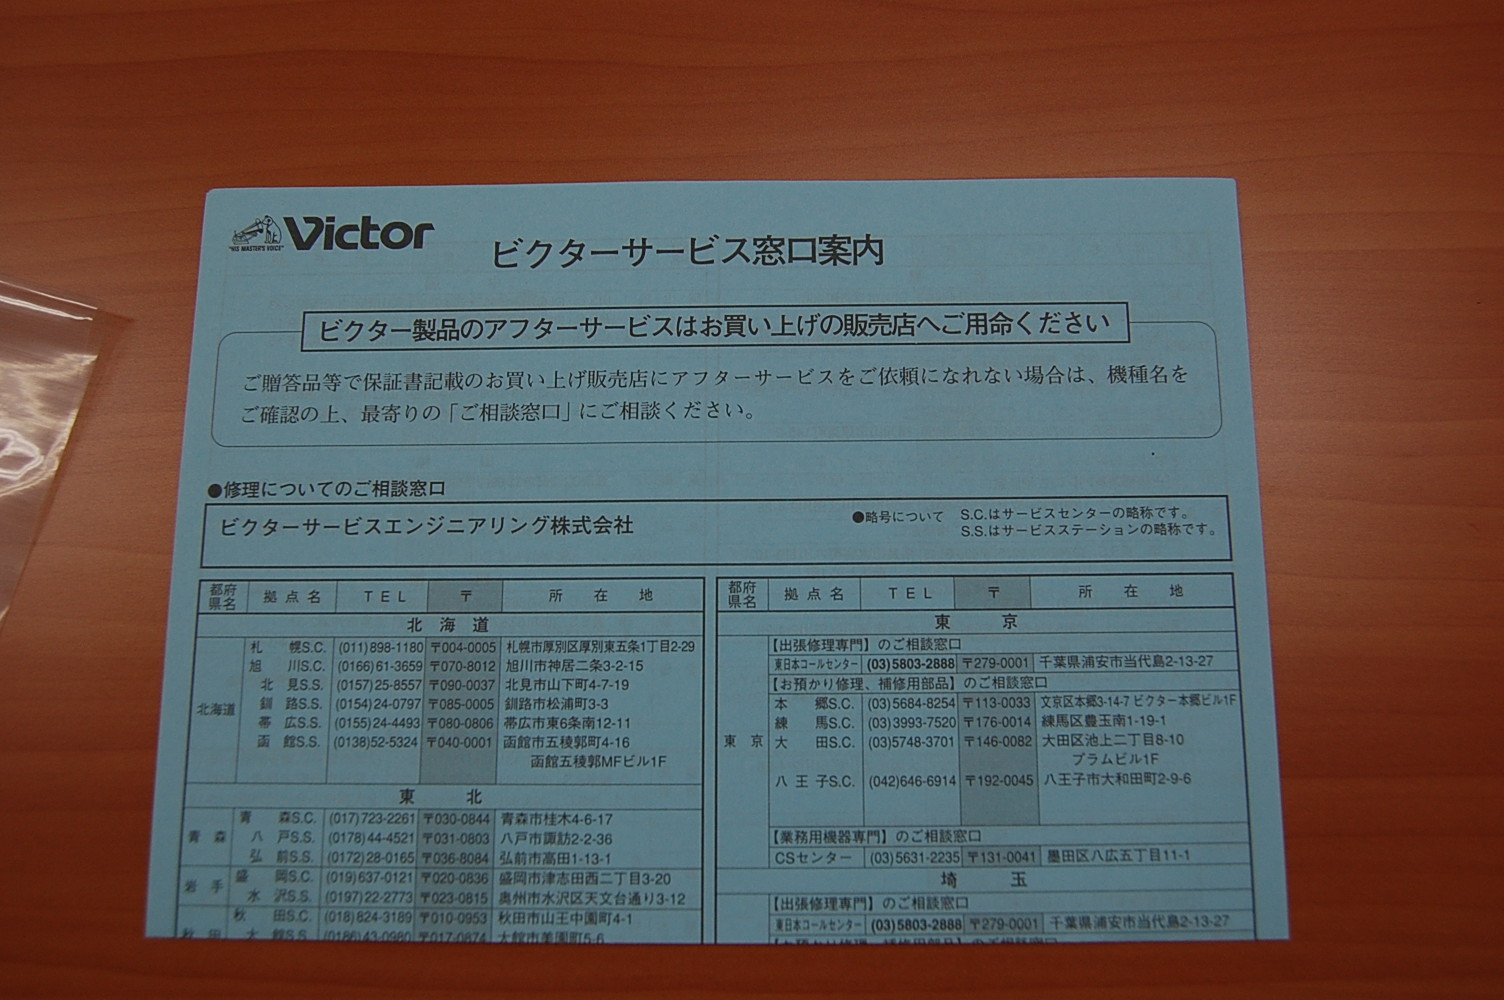 "HIS MASTER'S VOICE"
Victor
ビクターサービス窓口案内
ビクター製品のアフターサービスはお買い上げの販売店へご用命ください
ご贈答品等で保証書記載のお買い上げ販売店にアフターサービスをご依頼になれない場合は、機種名を
ご確認の上、最寄りの「ご相談窓口」にご相談ください。
●修理についてのご相談窓口
ビクターサービスエンジニアリング株式会社
●略号について S.C.はサービスセンターの略称です。
S.S.はサービスステーションの略称です。
都府県名 拠点名 TEL 〒 所在地
北海道
北海道
札幌S.C. (011)898-1180 〒004-0005 札幌市厚別区厚別東五条1丁目2-29
旭川S.C. (0166)61-3659 〒070-8012 旭川市神居二条3-2-15
北見S.S. (0157)25-8557 〒090-0037 北見市山下町4-7-19
釧路S.S. (0154)24-0797 〒085-0005 釧路市松浦町3-3
帯広S.S. (0155)24-4493 〒080-0806 帯広市東6条南12-11
函館S.S. (0138)52-5324 〒040-0001 函館市五稜郭町4-16
函館五稜郭MFビル1F
東北
青森
青森S.C. (017)723-2261 〒030-0844 青森市桂木4-6-17
八戸S.S. (0178)44-4521 〒031-0803 八戸市諏訪2-2-36
弘前S.S. (0172)28-0165 〒036-8084 弘前市高田1-13-1
岩手
盛岡S.C. (019)637-0121 〒020-0836 盛岡市津志田西二丁目3-20
水沢S.S. (0197)22-2773 〒023-0815 奥州市水沢区天文台通り3-12
秋田
秋田S.C. (018)824-3189 〒010-0953 秋田市山王中園町4-1
大館S.S. (0186)43-0980 〒017-0874 大館市美園町5-6
都府県名 拠点名 TEL 〒 所在地
東京
【出張修理専門】のご相談窓口
東日本コールセンター (03)5803-2888 〒279-0001 千葉県浦安市当代島2-13-27
【お預かり修理、補修用部品】のご相談窓口
東京
本郷S.C. (03)5684-8254 〒113-0033 文京区本郷3-14-7 ビクター本郷ビル1F
練馬S.C. (03)3993-7520 〒176-0014 練馬区豊玉南1-19-1
大田S.C. (03)5748-3701 〒146-0082 大田区池上二丁目8-10
プラムビル1F
八王子S.C. (042)646-6914 〒192-0045 八王子市大和田町2-9-6
【業務用機器専門】のご相談窓口
CSセンター (03)5631-2235 〒131-0041 墨田区八広五丁目11-1
埼玉
【出張修理専門】のご相談窓口
東日本コールセンター (03)5803-2888 〒279-0001 千葉県浦安市当代島2-13-27
【お預かり修理、補修用部品】のご相談窓口